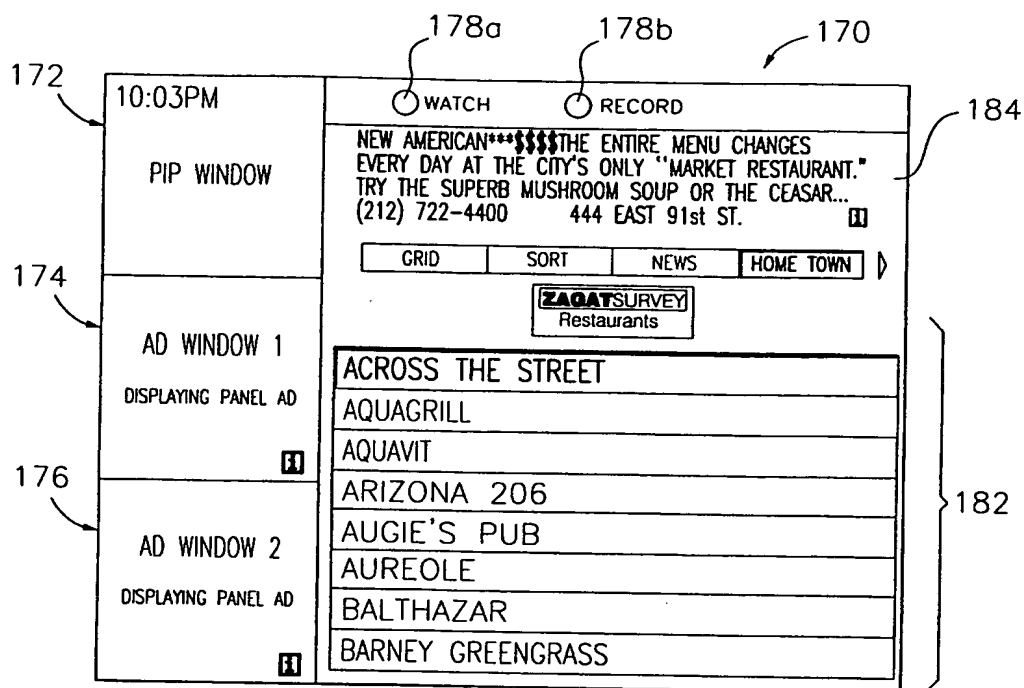 178a 178b 170
172
10:03PM
WATCH RECORD
184
PIP WINDOW
NEW AMERICAN***$$$$THE ENTIRE MENU CHANGES
EVERY DAY AT THE CITY'S ONLY "MARKET RESTAURANT."
TRY THE SUPERB MUSHROOM SOUP OR THE CEASAR...
(212) 722-4400 444 EAST 91st ST. i
GRID SORT NEWS HOME TOWN
174
ZAGATSURVEY
Restaurants
AD WINDOW 1
DISPLAYING PANEL AD
i
176
AD WINDOW 2
DISPLAYING PANEL AD
i
ACROSS THE STREET
AQUAGRILL
AQUAVIT
ARIZONA 206
AUGIE'S PUB
AUREOLE
BALTHAZAR
BARNEY GREENGRASS
182